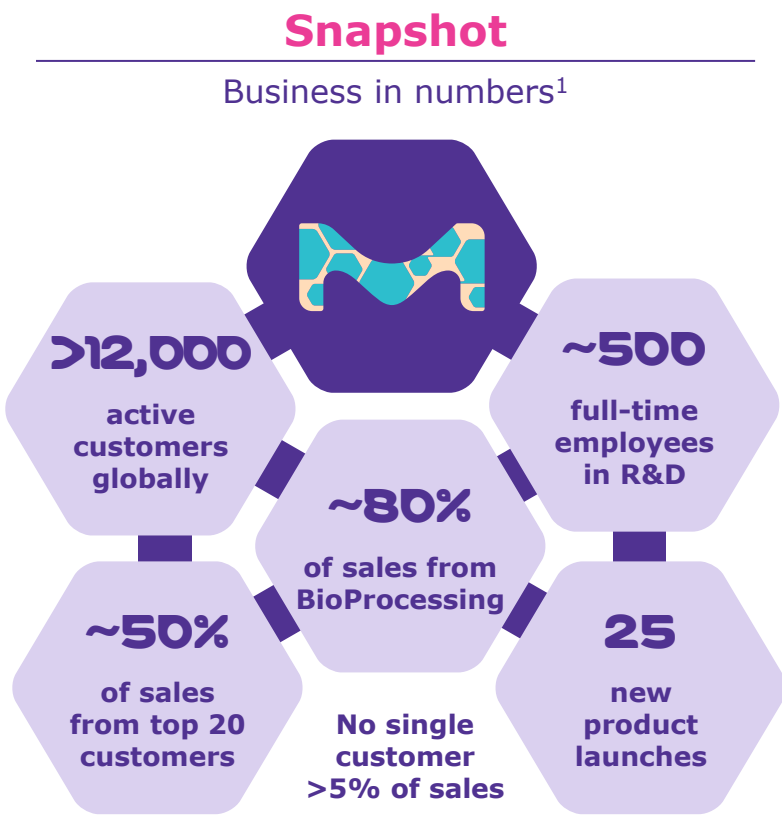 Snapshot
Business in numbers¹
>12,000
active
customers
globally
~500
full-time
employees
in R&D
~80%
of sales from
BioProcessing
~50%
of sales
from top 20
customers
No single
customer
>5% of sales
25
new
product
launches